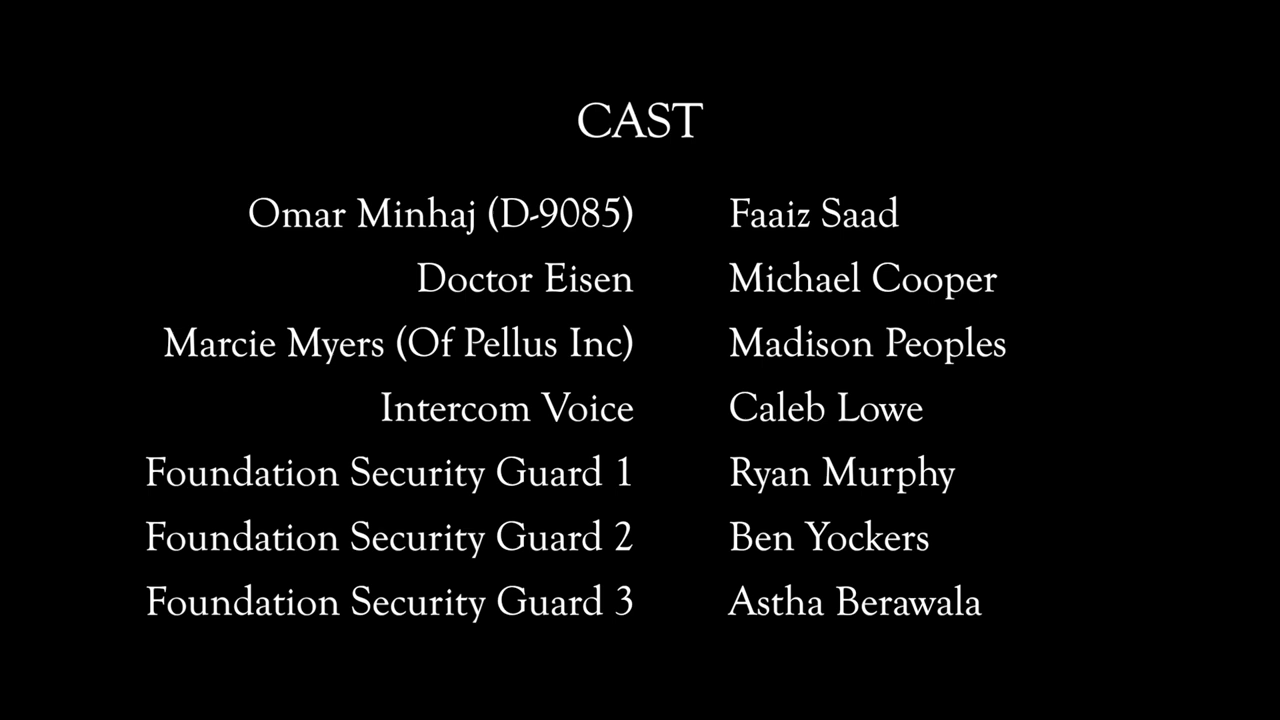 CAST
Omar Minhaj (D-9085) Faaiz Saad
Doctor Eisen Michael Cooper
Marcie Myers (Of Pellus Inc) Madison Peoples
Intercom Voice Caleb Lowe
Foundation Security Guard 1 Ryan Murphy
Foundation Security Guard 2 Ben Yockers
Foundation Security Guard 3 Astha Berawala